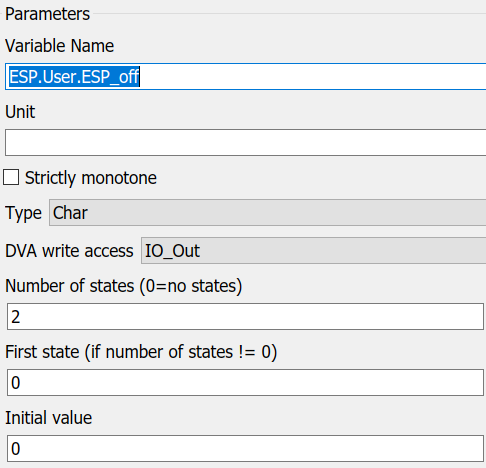 Parameters
Variable Name
ESP.User.ESP_off
Unit
Strictly monotone
Type Char
DVA write access IO_Out
Number of states (0=no states)
2
First state (if number of states != 0)
0
Initial value
0